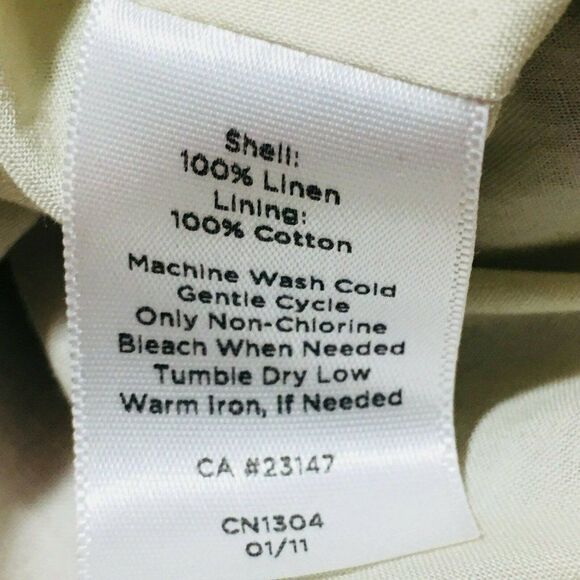 Shell:
100% Linen
Lining:
100% Cotton
Machine Wash Cold
Gentle Cycle
Only Non-Chlorine
Bleach When Needed
Tumble Dry Low
Warm Iron, If Needed
CA #23147
CN1304
01/11